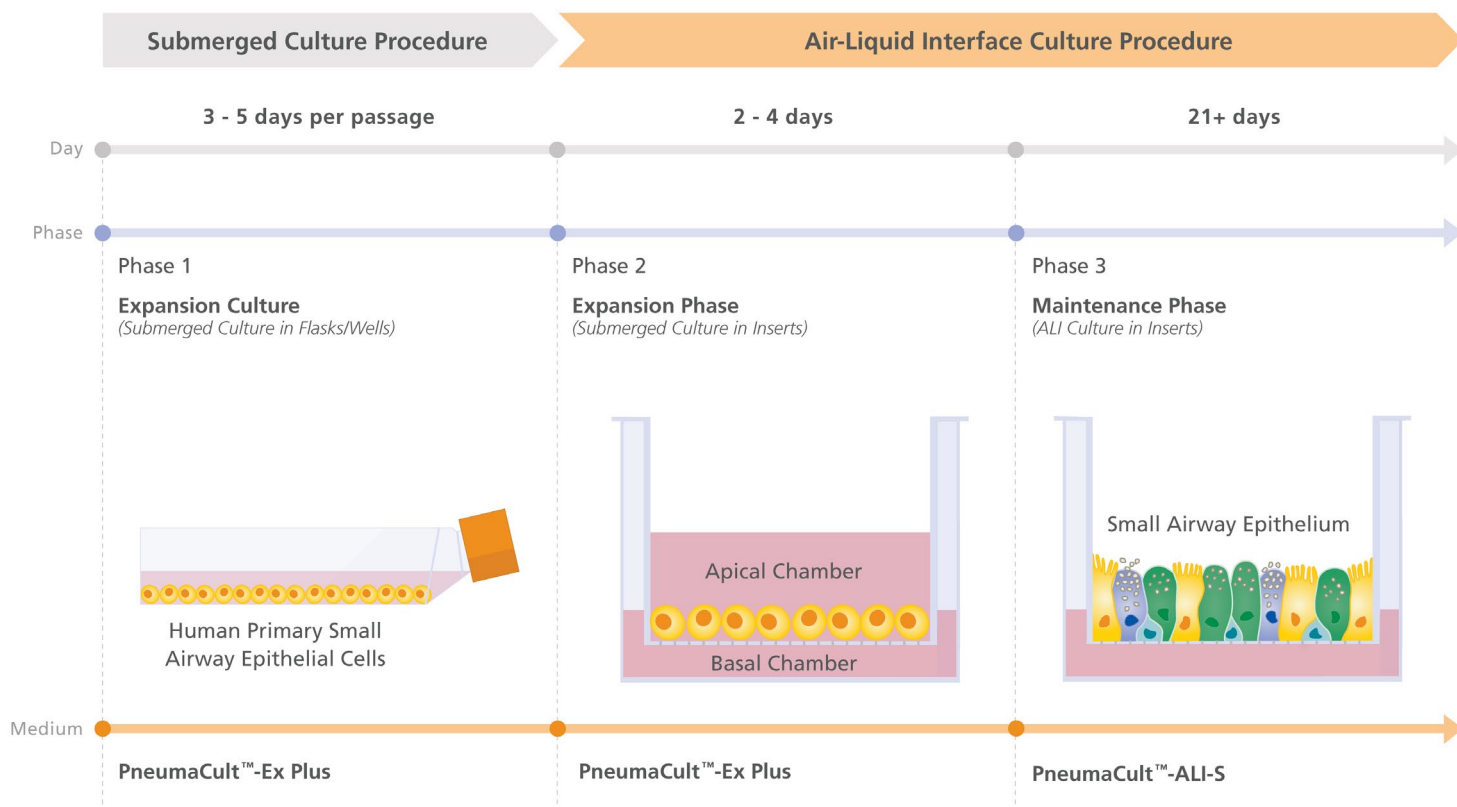 Submerged Culture Procedure
Air-Liquid Interface Culture Procedure
3 - 5 days per passage
2 - 4 days
21+ days
Day
Phase
Phase 1
Expansion Culture
(Submerged Culture in Flasks/Wells)
Phase 2
Expansion Phase
(Submerged Culture in Inserts)
Phase 3
Maintenance Phase
(ALI Culture in Inserts)
Human Primary Small
Airway Epithelial Cells
Apical Chamber
Basal Chamber
Small Airway Epithelium
Medium
PneumaCult™-Ex Plus
PneumaCult™-Ex Plus
PneumaCult™-ALI-S